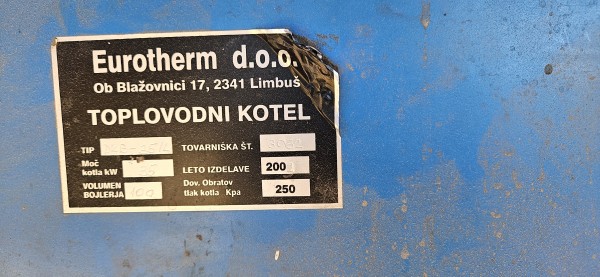 Eurotherm d.o.o.
Ob Blažovnici 17, 2341 Limbuš
TOPLOVODNI KOTEL
TIP TOVARNIŠKA ŠT.
Moč kotla kW LETO IZDELAVE 200
VOLUMEN BOJLERJA 100 Dov. Obratov tlak kotla Kpa 250